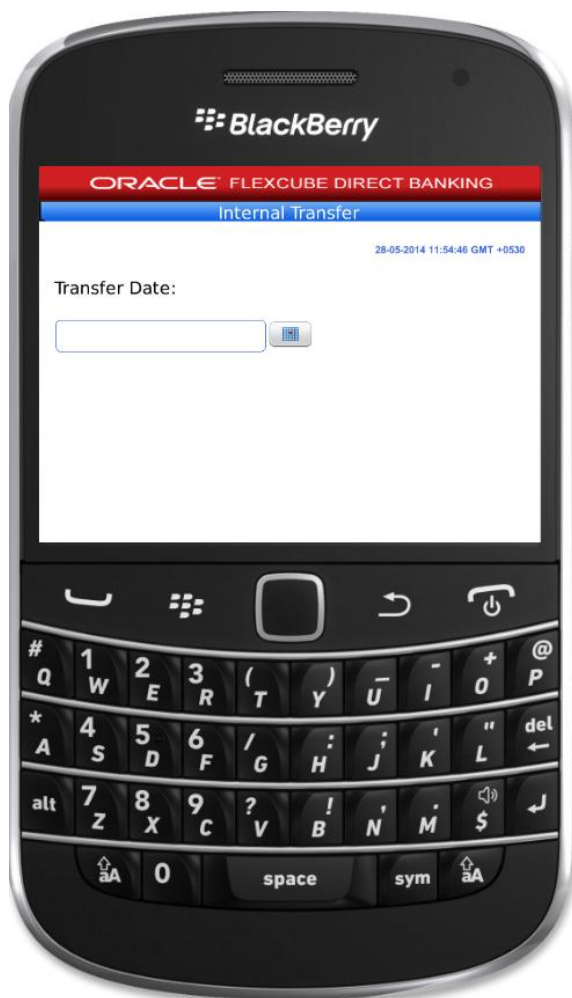 BlackBerry
ORACLE FLEXCUBE DIRECT BANKING
Internal Transfer
28-05-2014 11:54:46 GMT +0530
Transfer Date:
# 1 2 3 ( ) _ - + @
Q W E R T Y U I O P
* 4 5 6 / : ; ' " del
A S D F G H J K L
alt 7 8 9 ? ! , . $
Z X C V B N M
aA 0 space sym aA